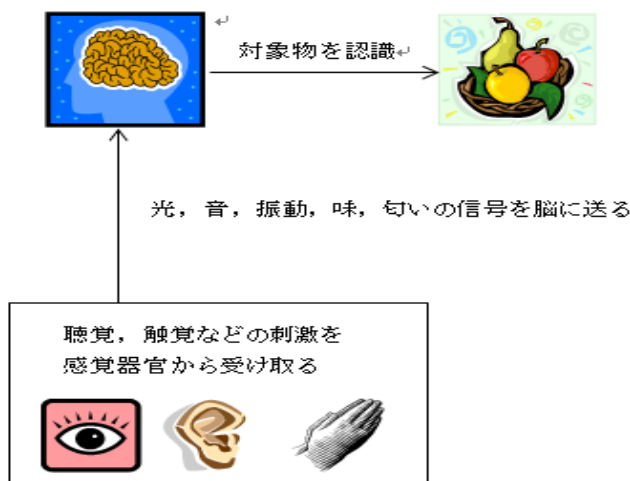 対象物を認識
光，音，振動，味，匂いの信号を脳に送る
聴覚，触覚などの刺激を
感覚器官から受け取る